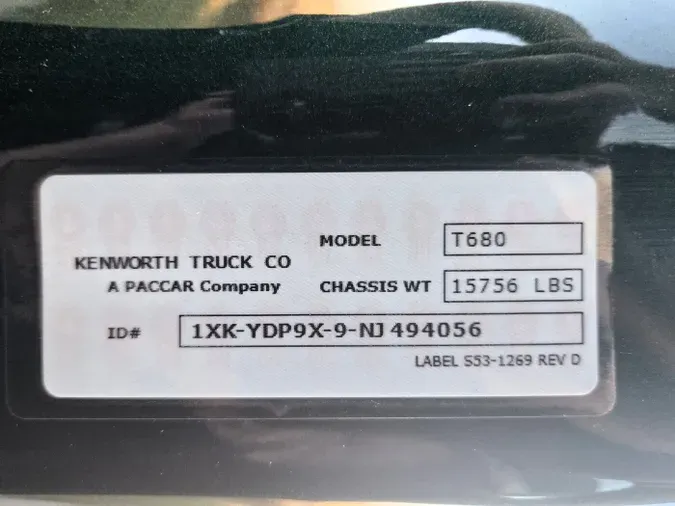 MODEL T680
KENWORTH TRUCK CO
A PACCAR Company CHASSIS WT 15756 LBS
ID# 1XK-YDP9X-9-NJ494056
LABEL S53-1269 REV D